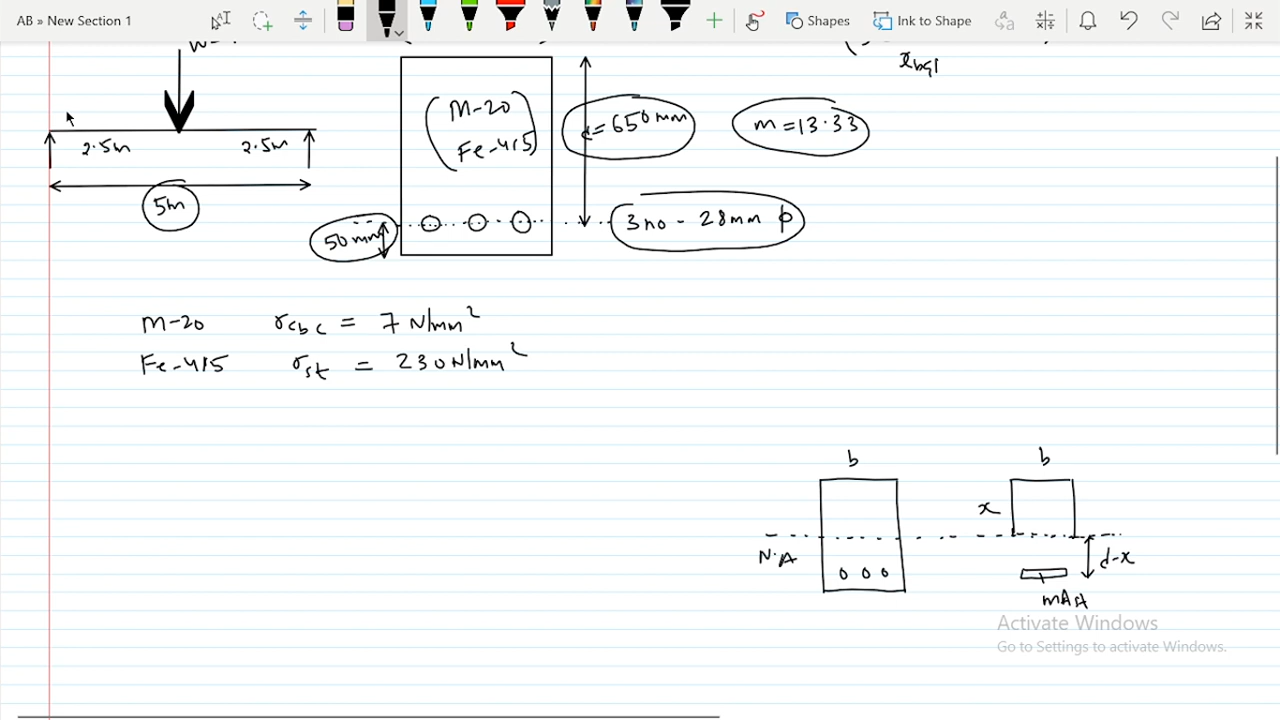 AB » New Section 1
Shapes
Ink to Shape
xbal
M-20
Fe-415
d=650mm
m=13.33
2.5m
2.5m
5m
50mm
3no - 28mm ϕ
M-20 σcbc = 7 N/mm²
Fe-415 σst = 230N/mm²
b
b
x
N.A
d-x
mAst
Activate Windows
Go to Settings to activate Windows.